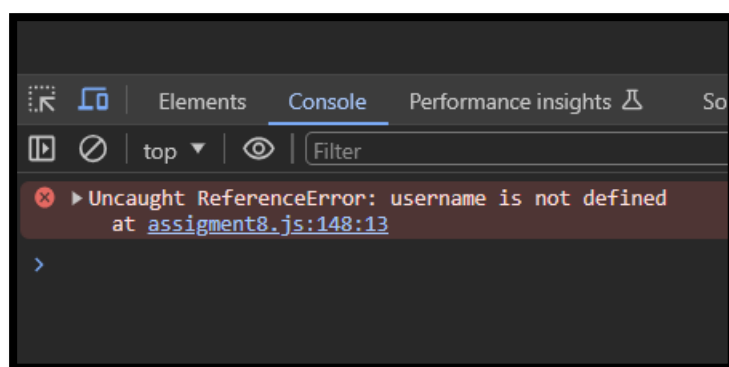 Elements Console Performance insights So
top Filter
Uncaught ReferenceError: username is not defined
at assigment8.js:148:13